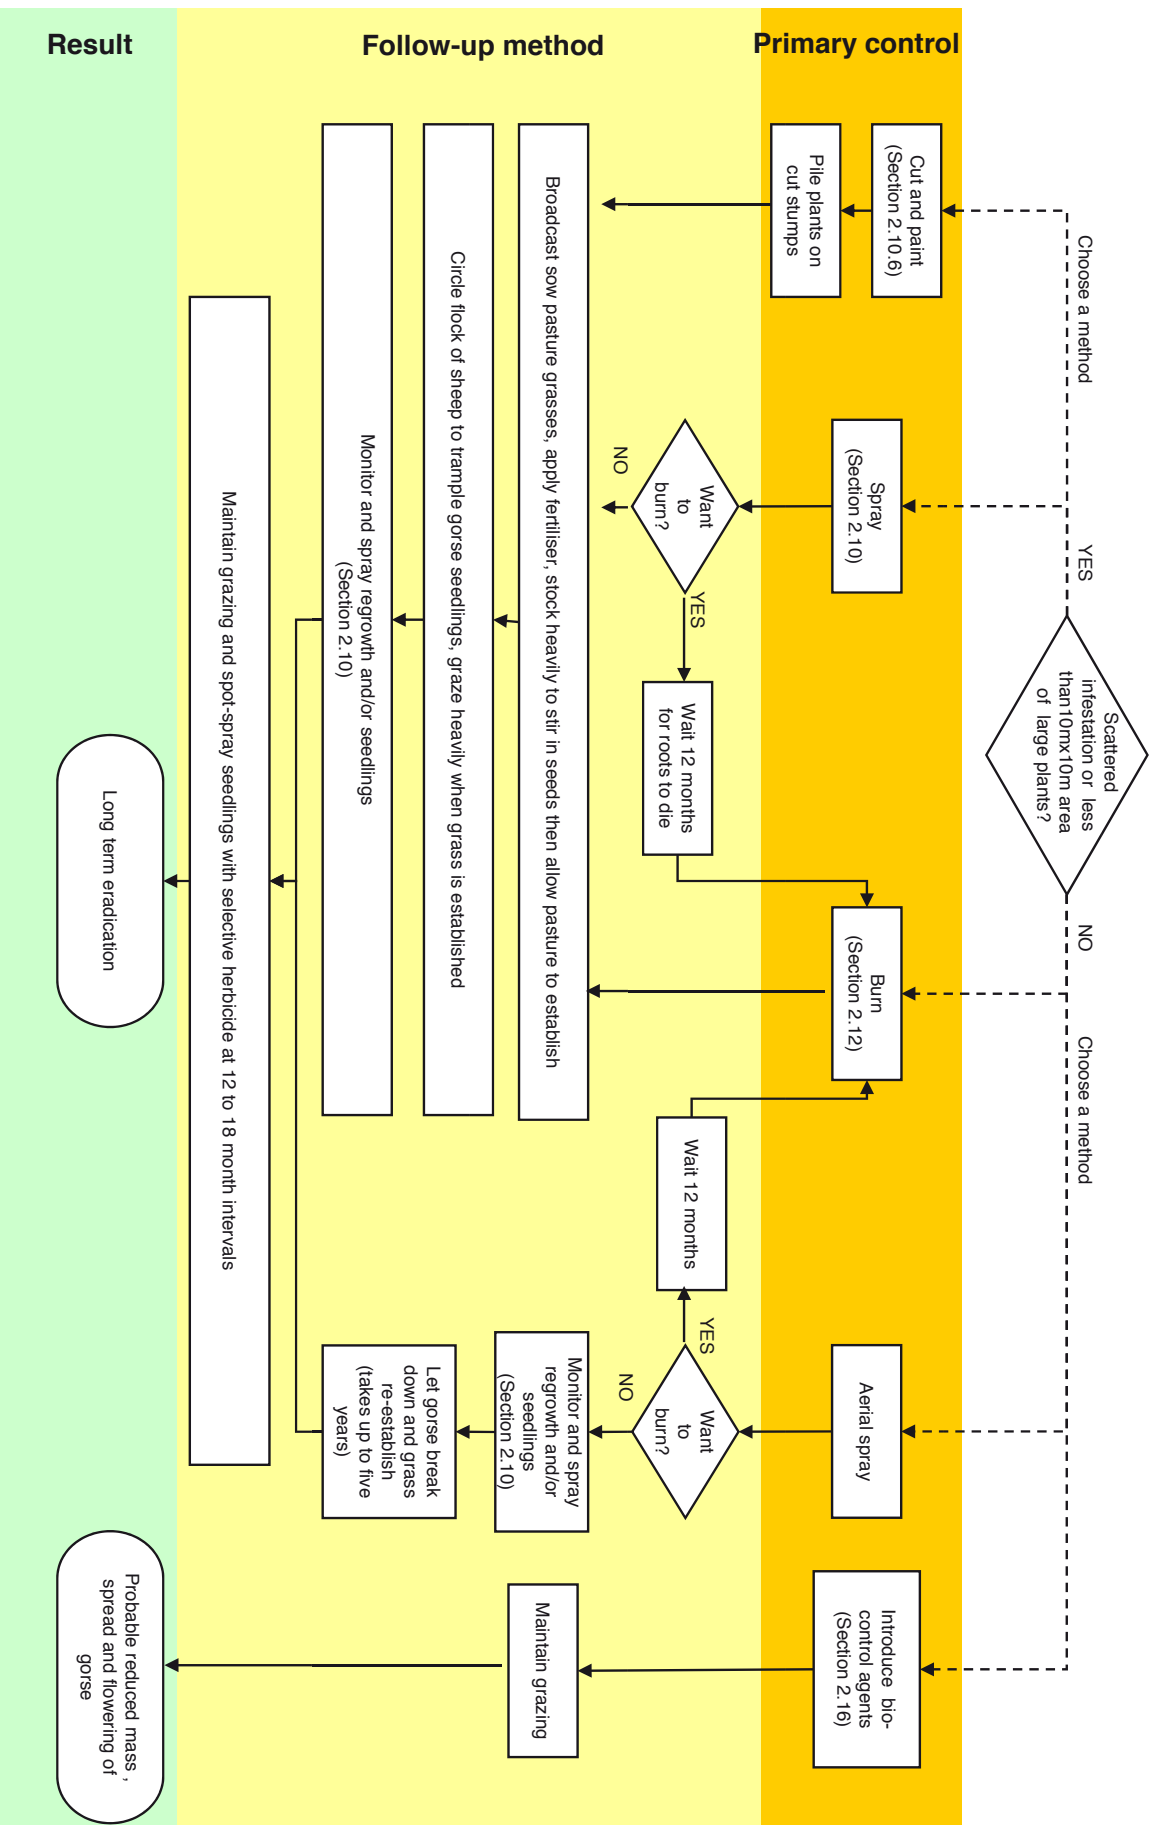 Result
Follow-up method
Primary control
Scattered
infestation or less
than10mx10m area
of large plants?
YES
Choose a method
NO
Choose a method
Cut and paint
(Section 2.10.6)
Pile plants on
cut stumps
Spray
(Section 2.10)
Burn
(Section 2.12)
Aerial spray
Introduce bio-
control agents
(Section 2.16)
Want
to
burn?
NO
YES
Wait 12 months
for roots to die
Wait 12 months
Want
to
burn?
YES
NO
Broadcast sow pasture grasses, apply fertiliser, stock heavily to stir in seeds then allow pasture to establish
Circle flock of sheep to trample gorse seedlings, graze heavily when grass is established
Monitor and spray regrowth and/or seedlings
(Section 2.10)
Monitor and spray
regrowth and/or
seedlings
(Section 2.10)
Let gorse break
down and grass
re-establish
(takes up to five
years)
Maintain grazing
Maintain grazing and spot-spray seedlings with selective herbicide at 12 to 18 month intervals
Long term eradication
Probable reduced mass ,
spread and flowering of
gorse